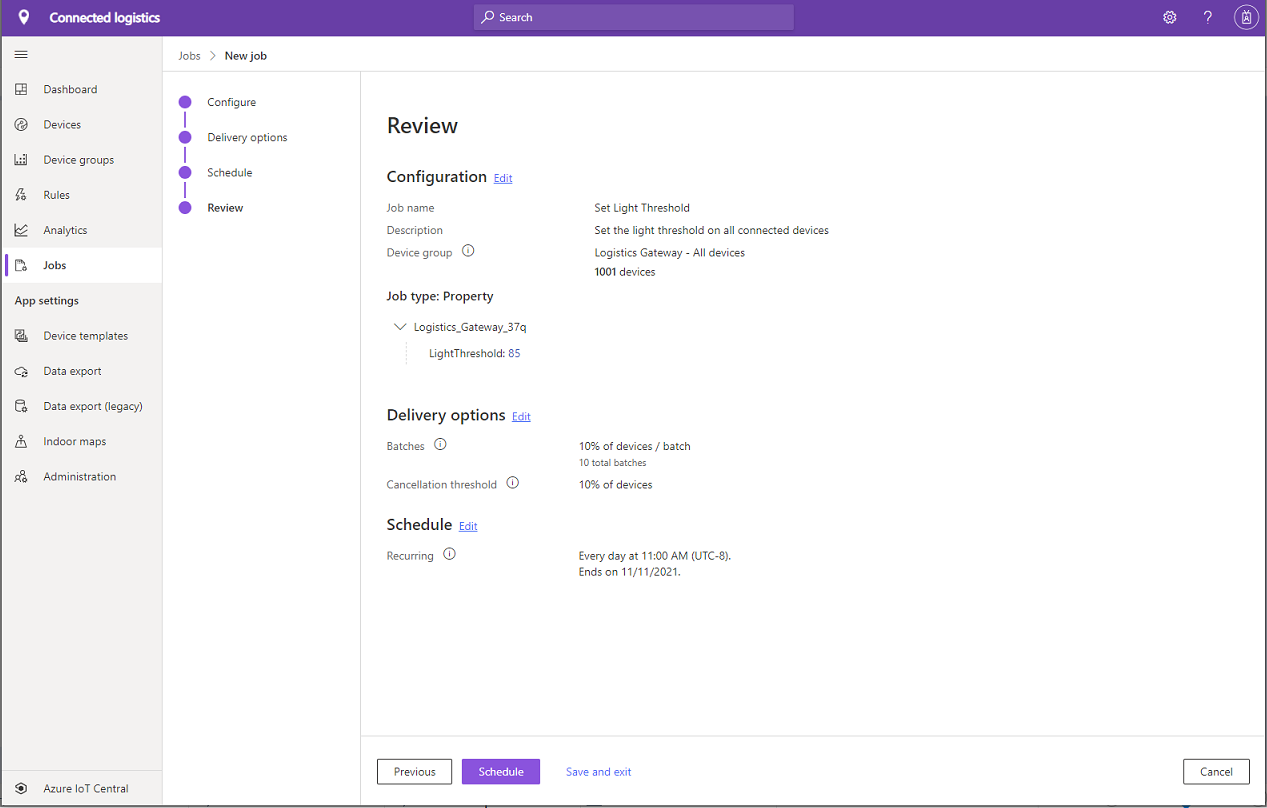 Connected logistics
Search
Jobs > New job
Dashboard
Devices
Device groups
Rules
Analytics
Jobs
App settings
Device templates
Data export
Data export (legacy)
Indoor maps
Administration
Azure IoT Central
Configure
Delivery options
Schedule
Review
Review
Configuration Edit
Job name Set Light Threshold
Description Set the light threshold on all connected devices
Device group Logistics Gateway - All devices
1001 devices
Job type: Property
Logistics_Gateway_37q
LightThreshold: 85
Delivery options Edit
Batches 10% of devices / batch
10 total batches
Cancellation threshold 10% of devices
Schedule Edit
Recurring Every day at 11:00 AM (UTC-8).
Ends on 11/11/2021.
Previous Schedule Save and exit Cancel